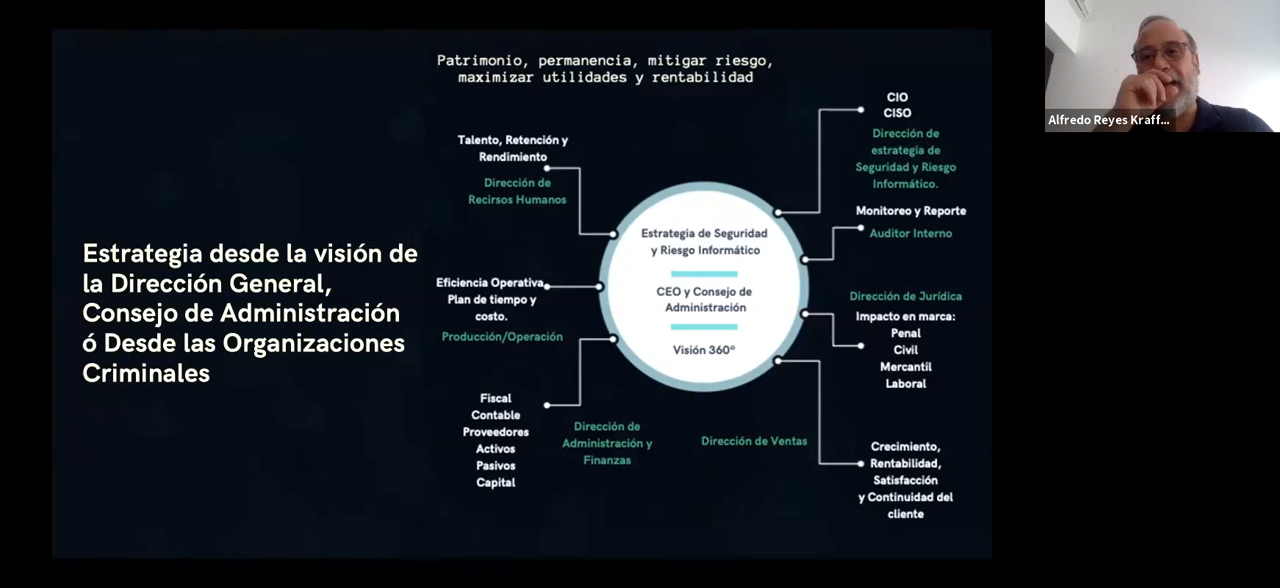 Patrimonio, permanencia, mitigar riesgo,
maximizar utilidades y rentabilidad
Estrategia desde la visión de
la Dirección General,
Consejo de Administración
ó Desde las Organizaciones
Criminales
Talento, Retención y
Rendimiento
Dirección de
Recirsos Humanos
Eficiencia Operativa,
Plan de tiempo y
costo.
Producción/Operación
Fiscal
Contable
Proveedores
Activos
Pasivos
Capital
Dirección de
Administración y
Finanzas
Estrategia de Seguridad
y Riesgo Informático
CEO y Consejo de
Administración
Visión 360º
CIO
CISO
Dirección de
estrategia de
Seguridad y Riesgo
Informático.
Monitoreo y Reporte
Auditor Interno
Dirección de Jurídica
Impacto en marca:
Penal
Civil
Mercantil
Laboral
Dirección de Ventas
Crecimiento,
Rentabilidad,
Satisfacción
y Continuidad del
cliente
Alfredo Reyes Kraff...